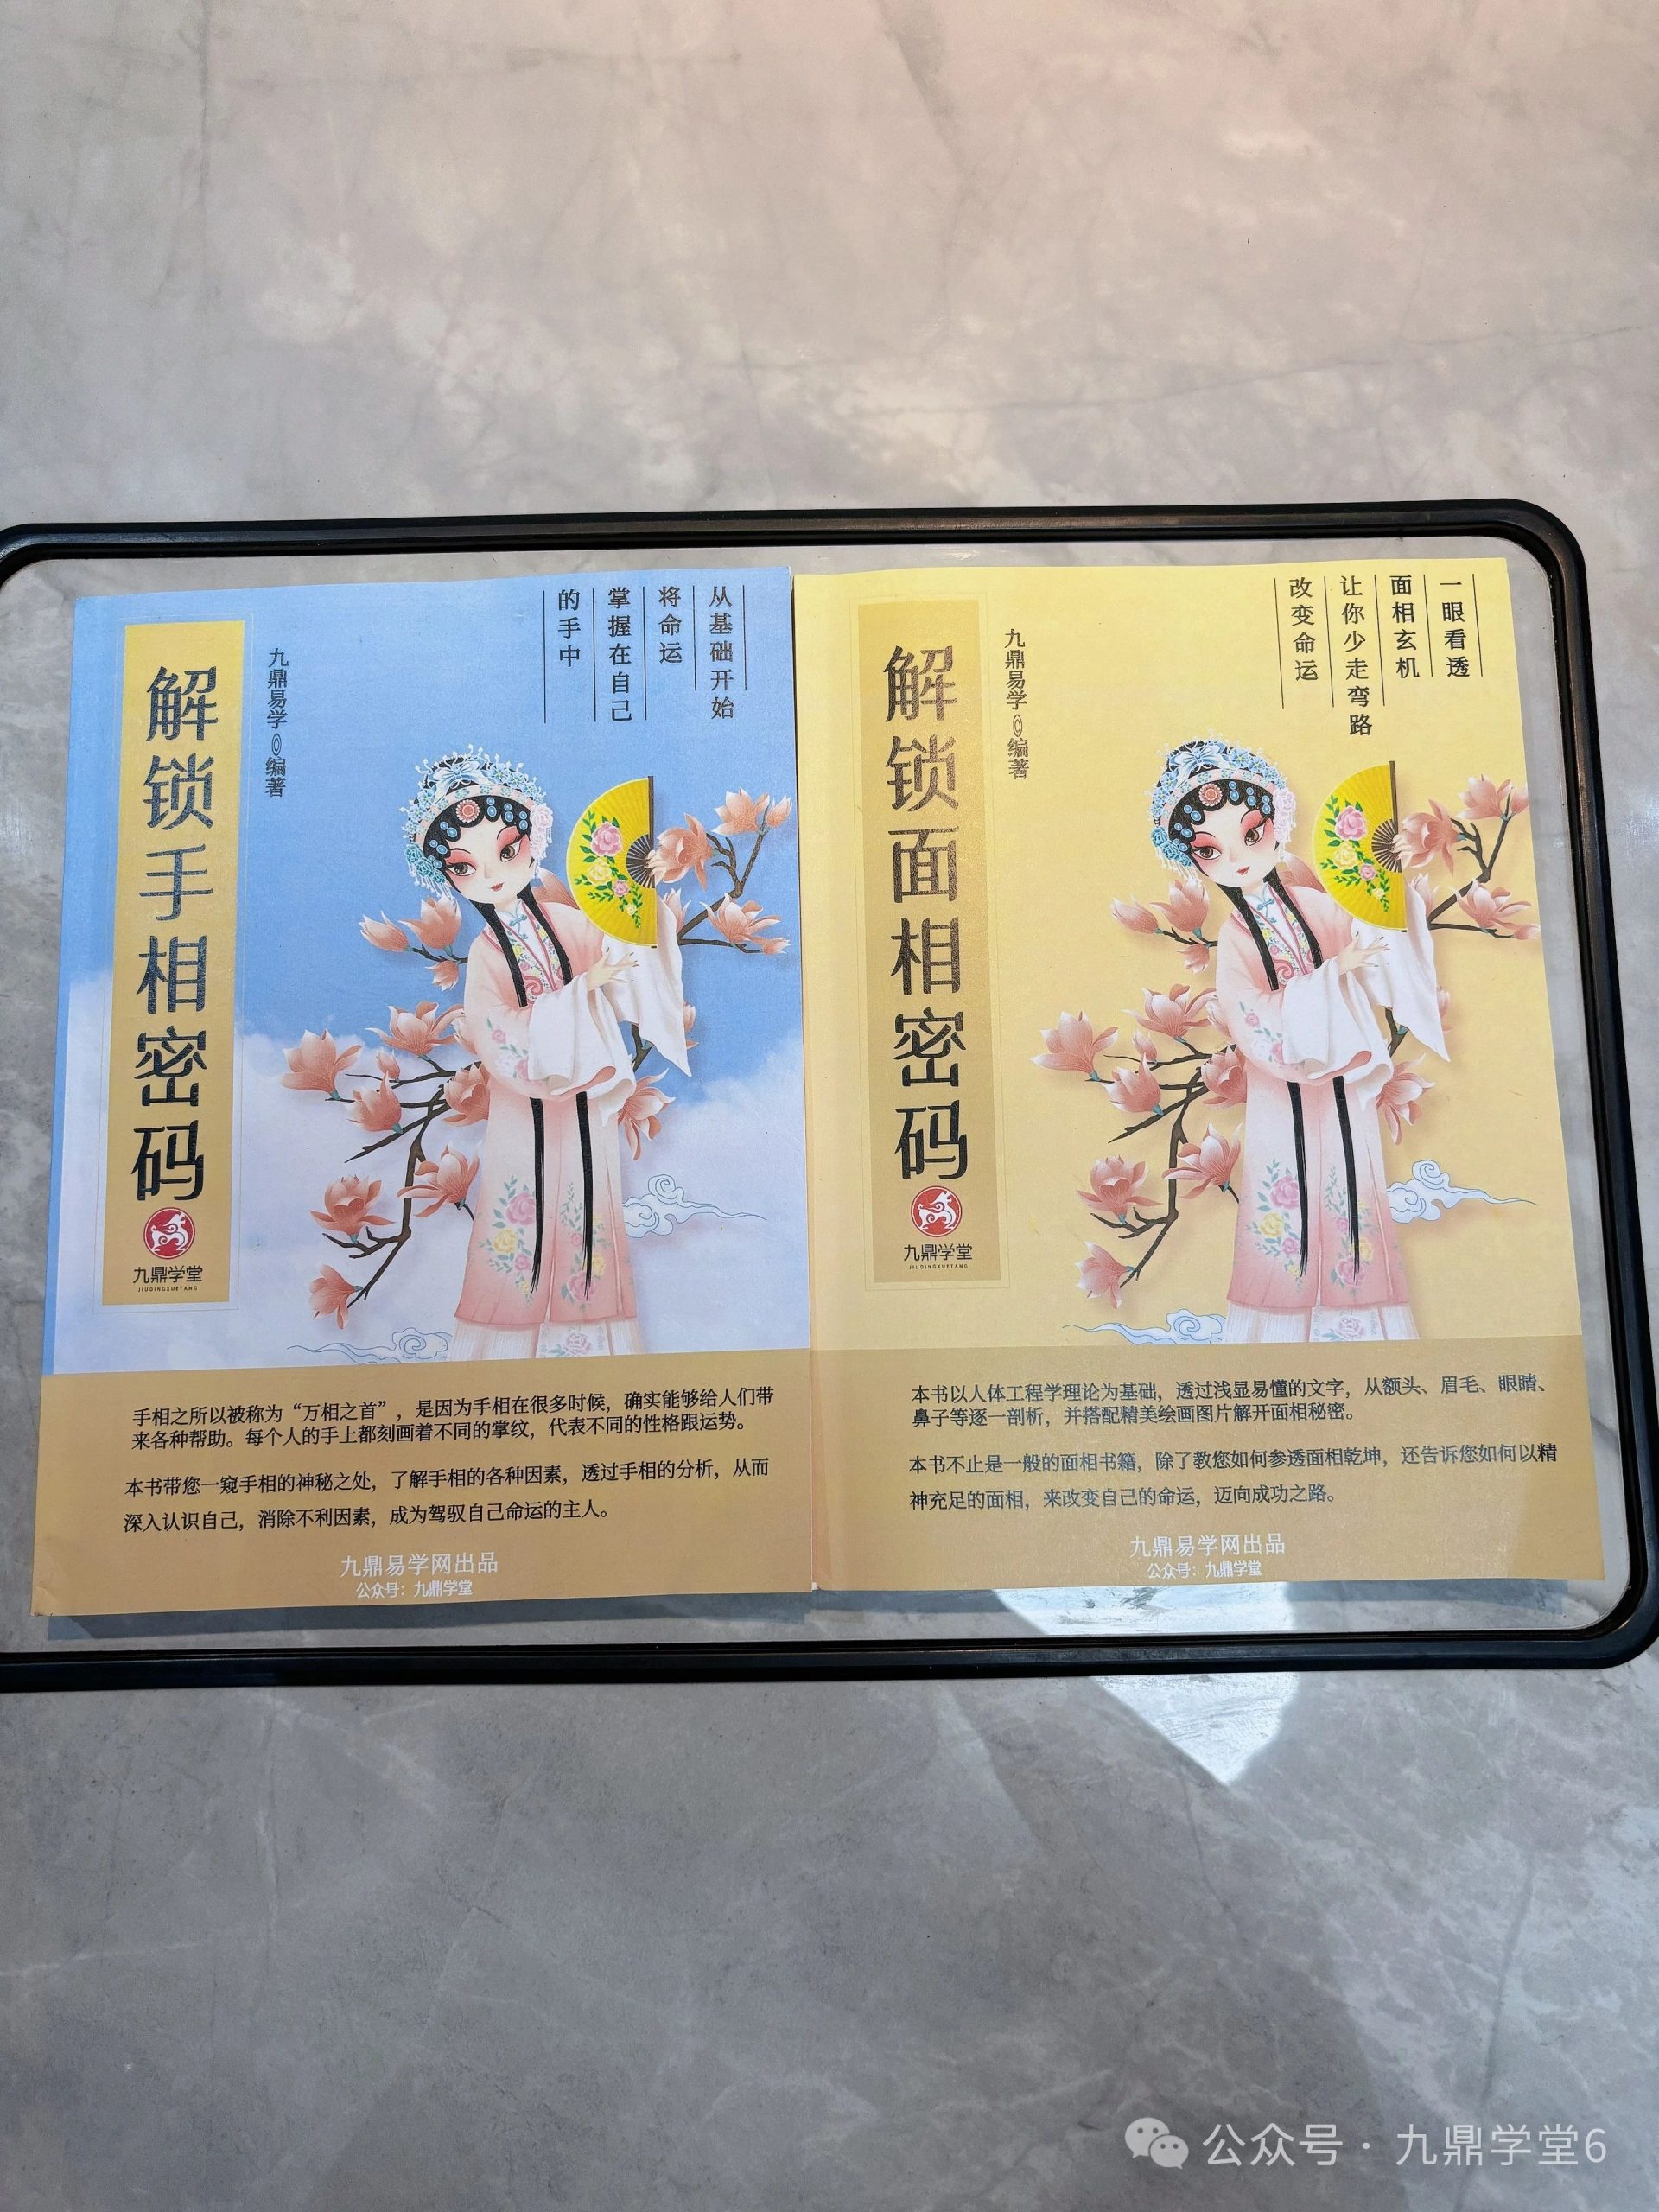 从基础开始
将命运
掌握在自己
的手中
九鼎易学◎编著
解锁手相密码
九鼎学堂
JIUDINGXUETANG
手相之所以被称为“万相之首”，是因为手相在很多时候，确实能够给人们带
来各种帮助。每个人的手上都刻画着不同的掌纹，代表不同的性格跟运势。
本书带您一窥手相的神秘之处，了解手相的各种因素，透过手相的分析，从而
深入认识自己，消除不利因素，成为驾驭自己命运的主人。
九鼎易学网出品
公众号：九鼎学堂
一眼看透
面相玄机
让你少走弯路
改变命运
九鼎易学◎编著
解锁面相密码
九鼎学堂
JIUDINGXUETANG
本书以人体工程学理论为基础，透过浅显易懂的文字，从额头、眉毛、眼睛、
鼻子等逐一剖析，并搭配精美绘画图片解开面相秘密。
本书不止是一般的面相书籍，除了教您如何参透面相乾坤，还告诉您如何以精
神充足的面相，来改变自己的命运，迈向成功之路。
九鼎易学网出品
公众号：九鼎学堂
公众号·九鼎学堂6